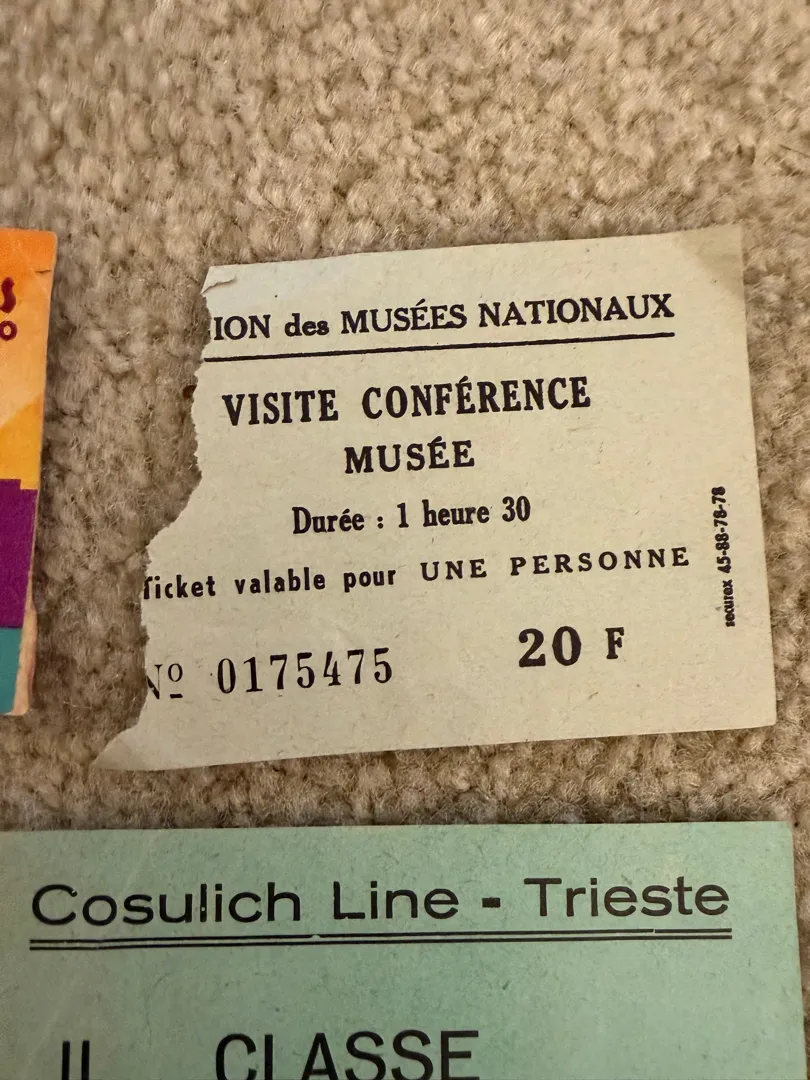 S
O
ION des MUSÉES NATIONAUX
VISITE CONFÉRENCE
MUSÉE
Durée : 1 heure 30
Ticket valable pour UNE PERSONNE
Nº 0175475
20 F
securex 45-88-78-78
Cosulich Line - Trieste
II CLASSE